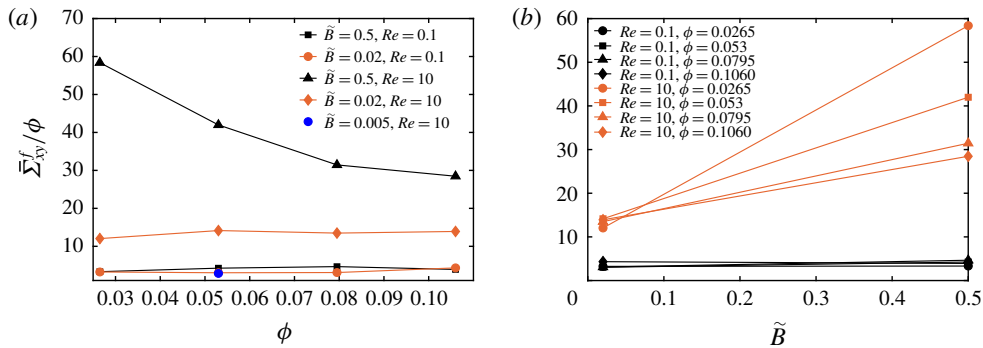 (a)
70
60
50
40
30
20
10
0.03 0.04 0.05 0.06 0.07 0.08 0.09 0.10
ϕ
Σ̄ᶠxy/ϕ
B̃ = 0.5, Re = 0.1
B̃ = 0.02, Re = 0.1
B̃ = 0.5, Re = 10
B̃ = 0.02, Re = 10
B̃ = 0.005, Re = 10
(b)
60
50
40
30
20
10
0 0.1 0.2 0.3 0.4 0.5
B̃
Re = 0.1, ϕ = 0.0265
Re = 0.1, ϕ = 0.053
Re = 0.1, ϕ = 0.0795
Re = 0.1, ϕ = 0.1060
Re = 10, ϕ = 0.0265
Re = 10, ϕ = 0.053
Re = 10, ϕ = 0.0795
Re = 10, ϕ = 0.1060